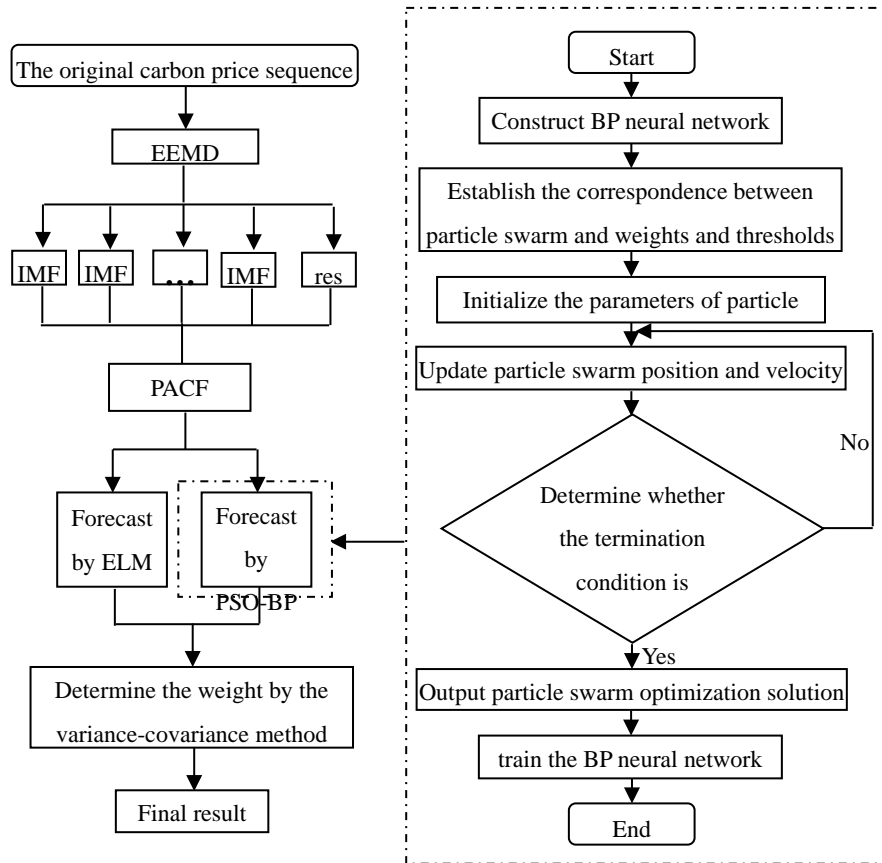 The original carbon price sequence
EEMD
IMF
IMF
...
IMF
res
PACF
Forecast
by ELM
Forecast
by
PSO-BP
Determine the weight by the
variance-covariance method
Final result
Start
Construct BP neural network
Establish the correspondence between
particle swarm and weights and thresholds
Initialize the parameters of particle
Update particle swarm position and velocity
No
Determine whether
the termination
condition is
Yes
Output particle swarm optimization solution
train the BP neural network
End